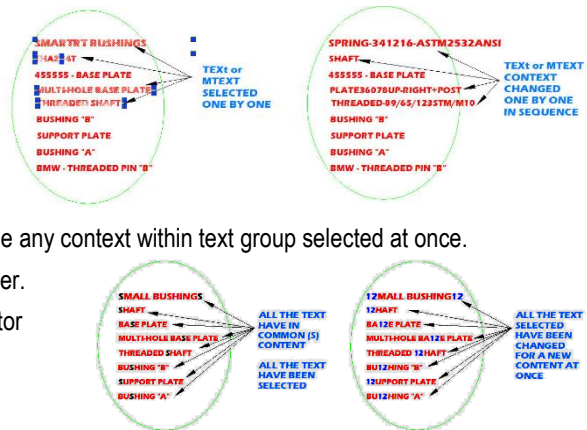 SMARTRT BUSHINGS
455555 - BASE PLATE
MULTI-HOLE BASE PLATE
THREADED SHAFT
BUSHING "B"
SUPPORT PLATE
BUSHING "A"
BMW - THREADED PIN "B"
TEXt or
MTEXT
SELECTED
ONE BY ONE
SPRING-341216-ASTM2532ANSI
SHAFT
455555 - BASE PLATE
PLATE36078UP-RIGHT+POST
THREADED-89/65/123STM/M10
BUSHING "B"
SUPPORT PLATE
BUSHING "A"
BMW - THREADED PIN "B"
TEXt or MTEXT
CONTEXT
CHANGED
ONE BY ONE
IN SEQUENCE
e any context within text group selected at once.
er.
tor
SMALL BUSHINGS
SHAFT
BASE PLATE
MULTI-HOLE BASE PLATE
THREADED SHAFT
BUSHING "B"
SUPPORT PLATE
BUSHING "A"
ALL THE TEXT
HAVE IN
COMMON (S)
CONTENT
ALL THE TEXT
HAVE BEEN
SELECTED
12MALL BUSHING12
12HAFT
BA12E PLATE
MULTI-HOLE BA12E PLATE
THREADED 12HAFT
BU12HING "B"
12UPPORT PLATE
BU12HING "A"
ALL THE TEXT
SELECTED
HAVE BEEN
CHANGED
FOR A NEW
CONTENT AT
ONCE